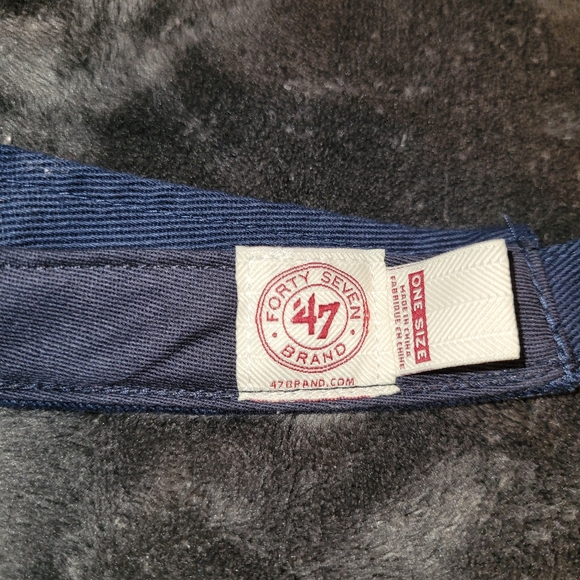 FORTY SEVEN
'47
BRAND
47BRAND.COM
ONE SIZE
MADE IN CHINA
FABRIQUÉ EN CHINE